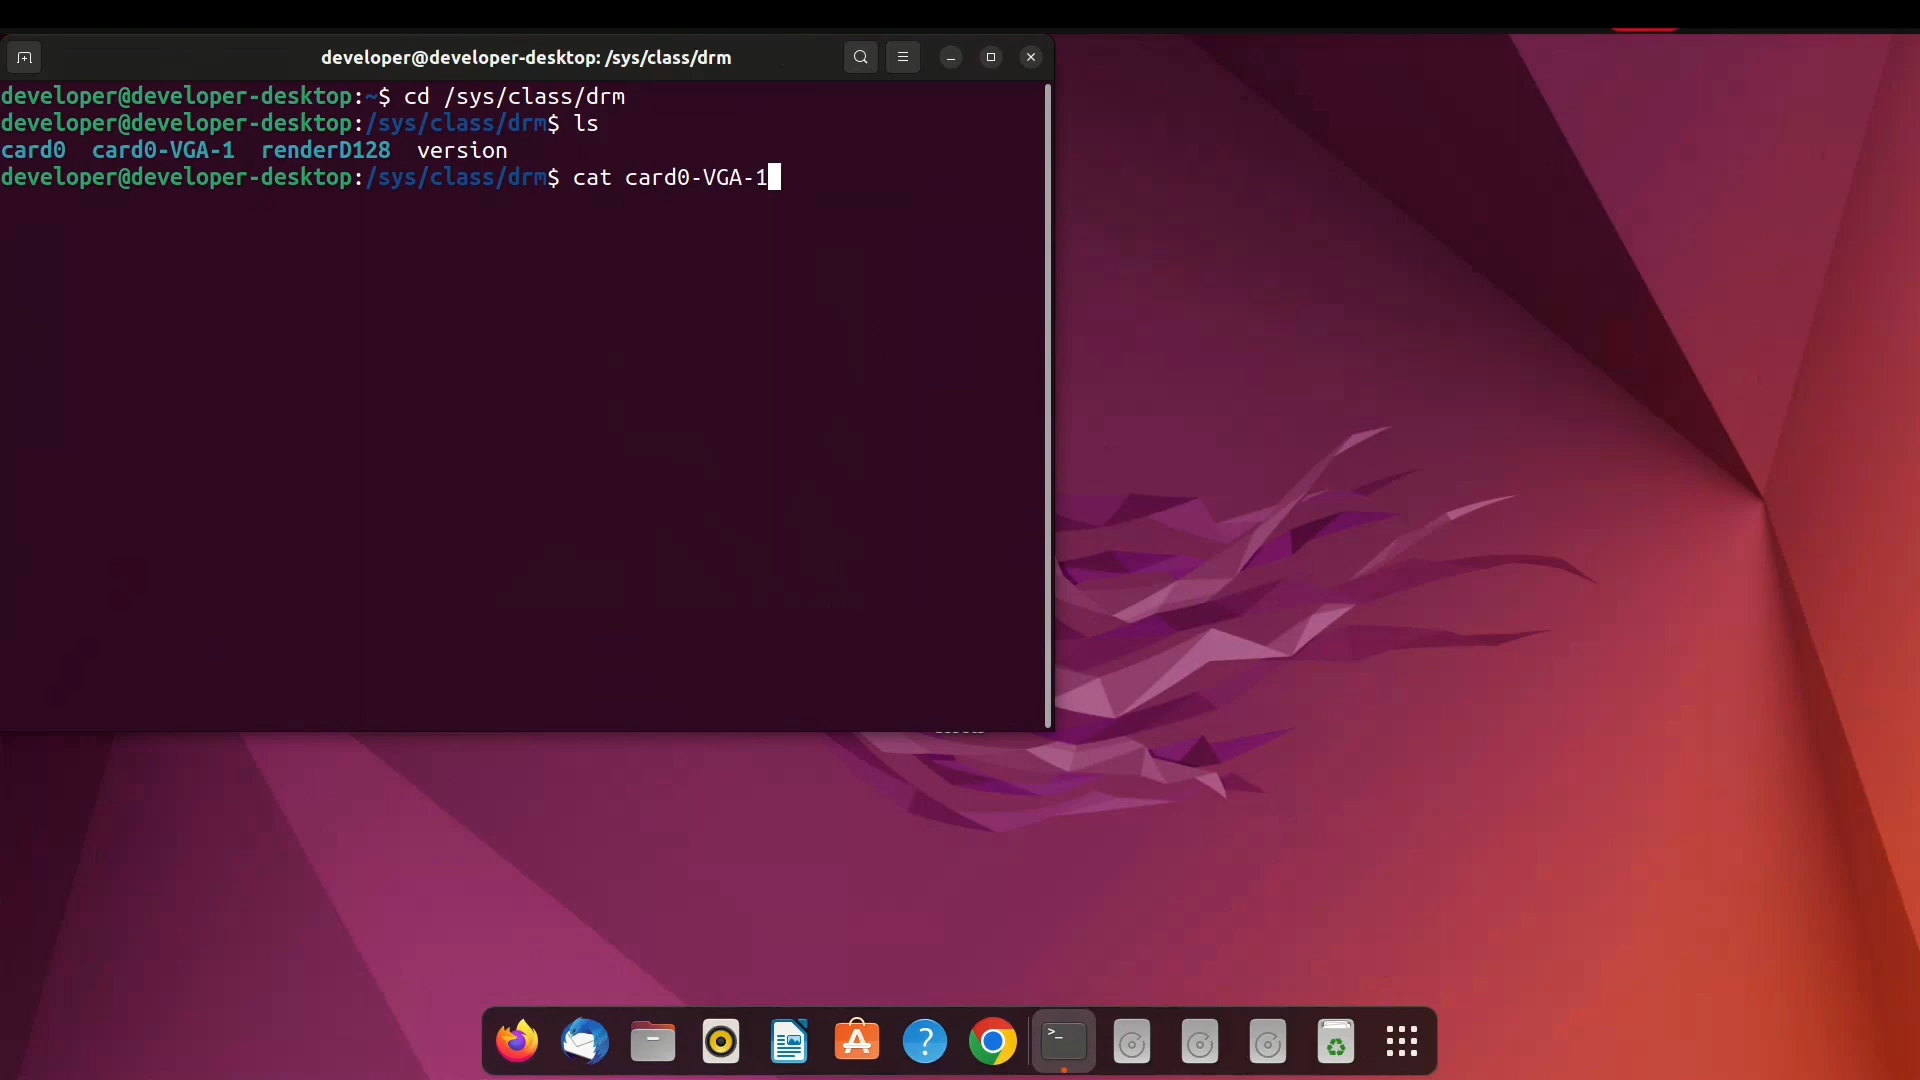 developer@developer-desktop: /sys/class/drm
developer@developer-desktop:~$ cd /sys/class/drm
developer@developer-desktop:/sys/class/drm$ ls
card0  card0-VGA-1  renderD128  version
developer@developer-desktop:/sys/class/drm$ cat card0-VGA-1